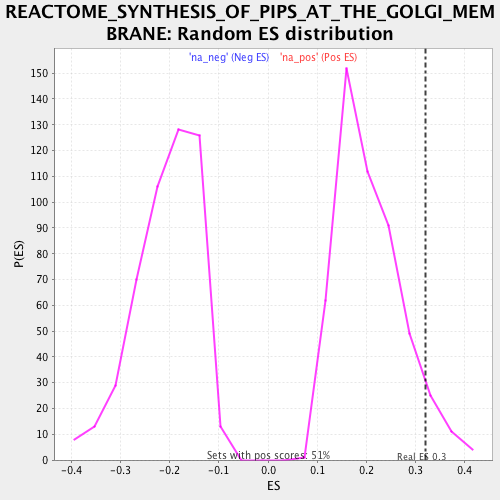 REACTOME_SYNTHESIS_OF_PIPS_AT_THE_GOLGI_MEM
BRANE: Random ES distribution
'na_neg' (Neg ES) 'na_pos' (Pos ES)
150
140
130
120
110
100
90
80
70
60
50
40
30
20
10
0
P(ES)
Sets with pos scores: 51%
Real ES 0.3
-0.4 -0.3 -0.2 -0.1 0.0 0.1 0.2 0.3 0.4
ES